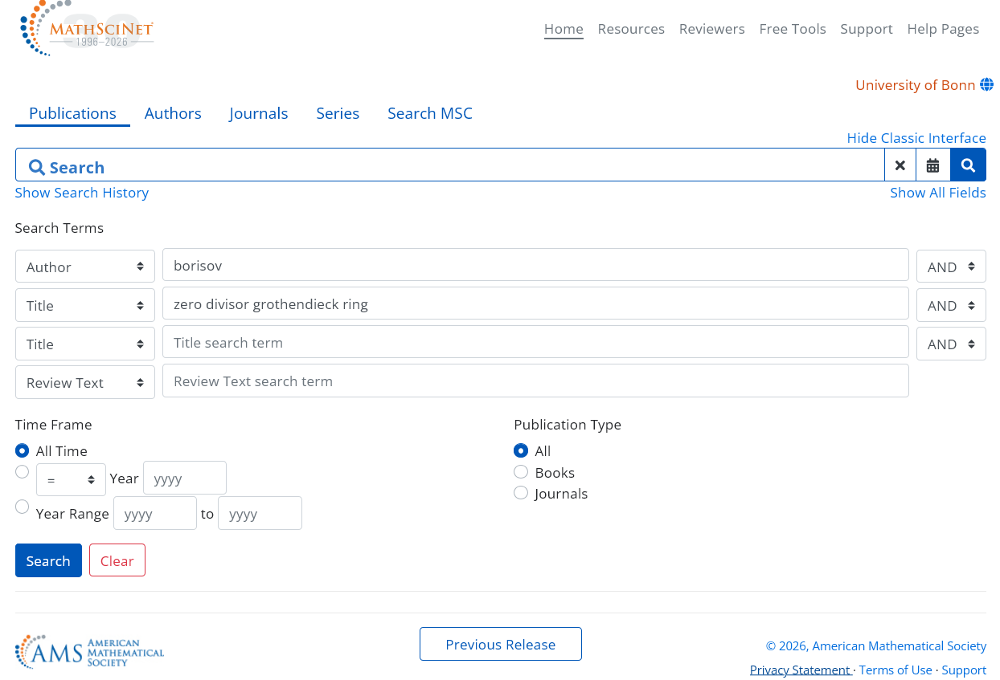 MATHSCINET
1996–2026
Home Resources Reviewers Free Tools Support Help Pages
University of Bonn
Publications Authors Journals Series Search MSC
Hide Classic Interface
Search
Show Search History Show All Fields
Search Terms
Author borisov AND
Title zero divisor grothendieck ring AND
Title Title search term AND
Review Text Review Text search term
Time Frame Publication Type
All Time All
= Year yyyy Books
Year Range yyyy to yyyy Journals
Search Clear
AMS AMERICAN MATHEMATICAL SOCIETY
Previous Release
© 2026, American Mathematical Society
Privacy Statement · Terms of Use · Support